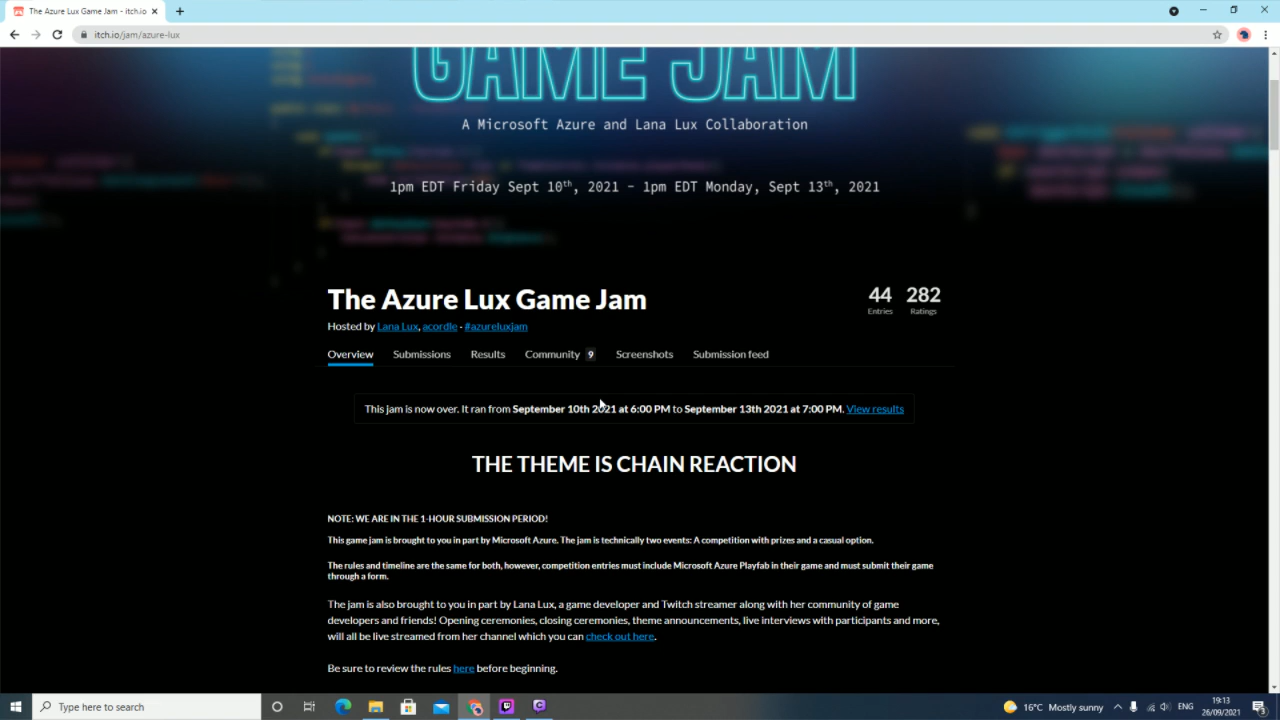 The Azure Lux Game Jam - itch.io
itch.io/jam/azure-lux
GAME JAM
A Microsoft Azure and Lana Lux Collaboration
1pm EDT Friday Sept 10th, 2021 - 1pm EDT Monday, Sept 13th, 2021
The Azure Lux Game Jam
44 282
Entries Ratings
Hosted by Lana Lux, acordle · #azureluxjam
Overview Submissions Results Community 9 Screenshots Submission feed
This jam is now over. It ran from September 10th 2021 at 6:00 PM to September 13th 2021 at 7:00 PM. View results
THE THEME IS CHAIN REACTION
NOTE: WE ARE IN THE 1-HOUR SUBMISSION PERIOD!
This game jam is brought to you in part by Microsoft Azure. The jam is technically two events: A competition with prizes and a casual option.
The rules and timeline are the same for both, however, competition entries must include Microsoft Azure Playfab in their game and must submit their game
through a form.
The jam is also brought to you in part by Lana Lux, a game developer and Twitch streamer along with her community of game
developers and friends! Opening ceremonies, closing ceremonies, theme announcements, live interviews with participants and more,
will all be live streamed from her channel which you can check out here.
Be sure to review the rules here before beginning.
Type here to search
16°C Mostly sunny
ENG
19:13
26/09/2021
3